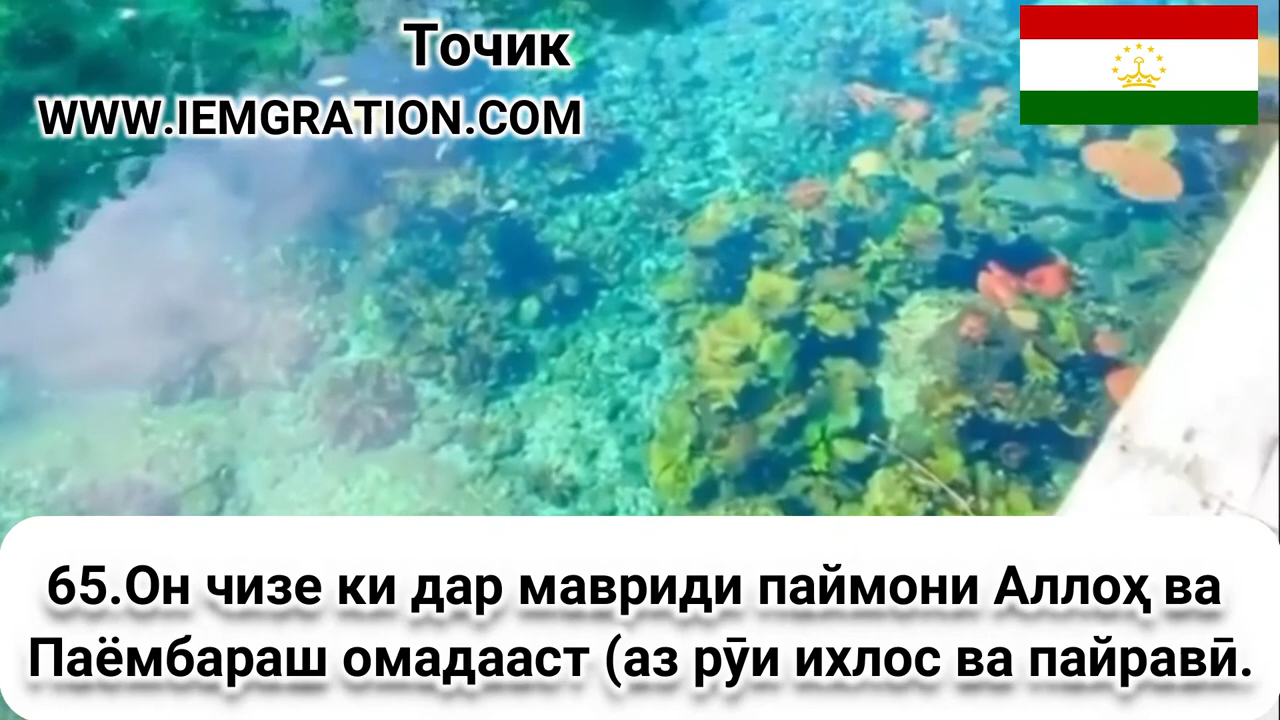 Точик
WWW.IEMGRATION.COM
65.Он чизе ки дар мавриди паймони Аллоҳ ва
Паёмбараш омадааст (аз рӯи ихлос ва пайравӣ.